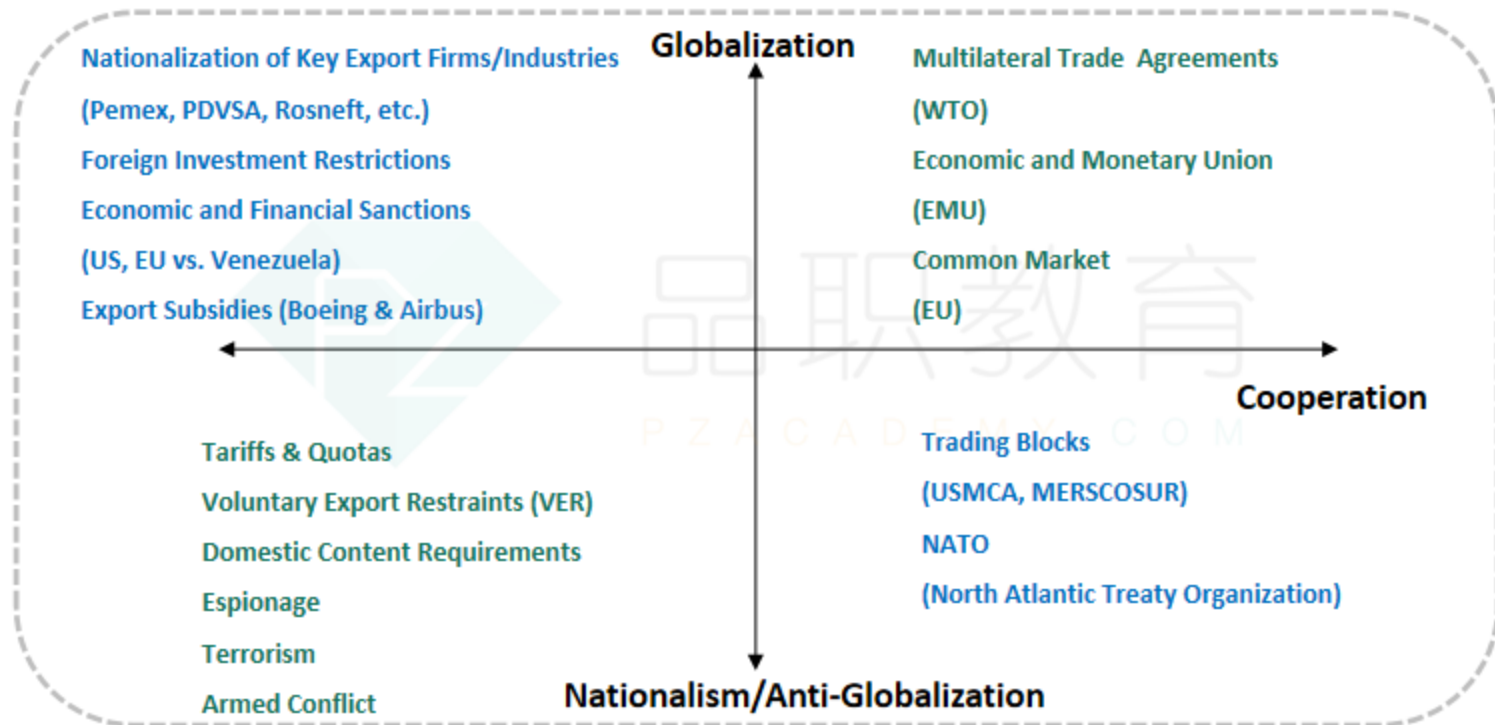 Globalization
Nationalization of Key Export Firms/Industries
(Pemex, PDVSA, Rosneft, etc.)
Foreign Investment Restrictions
Economic and Financial Sanctions
(US, EU vs. Venezuela)
Export Subsidies (Boeing & Airbus)
Multilateral Trade Agreements
(WTO)
Economic and Monetary Union
(EMU)
Common Market
(EU)
品职教育
PZACADEMY.COM
PZ
Cooperation
Tariffs & Quotas
Voluntary Export Restraints (VER)
Domestic Content Requirements
Espionage
Terrorism
Armed Conflict
Trading Blocks
(USMCA, MERSCOSUR)
NATO
(North Atlantic Treaty Organization)
Nationalism/Anti-Globalization